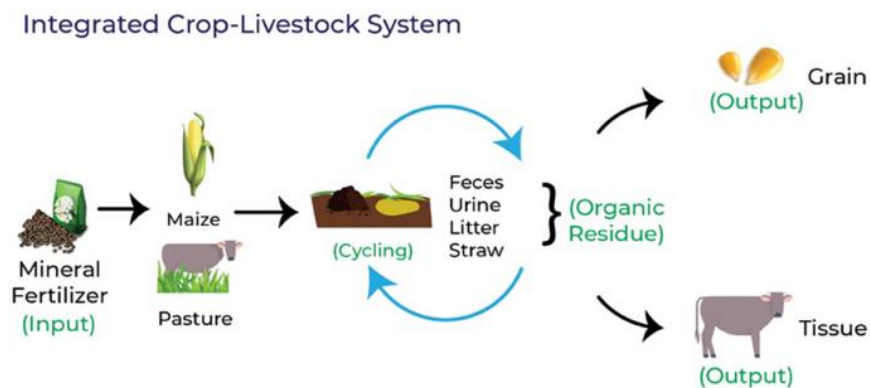 Integrated Crop-Livestock System
Mineral
Fertilizer
(Input)
Maize
Pasture
(Cycling)
Feces
Urine
Litter
Straw
(Organic
Residue)
Grain
(Output)
Tissue
(Output)